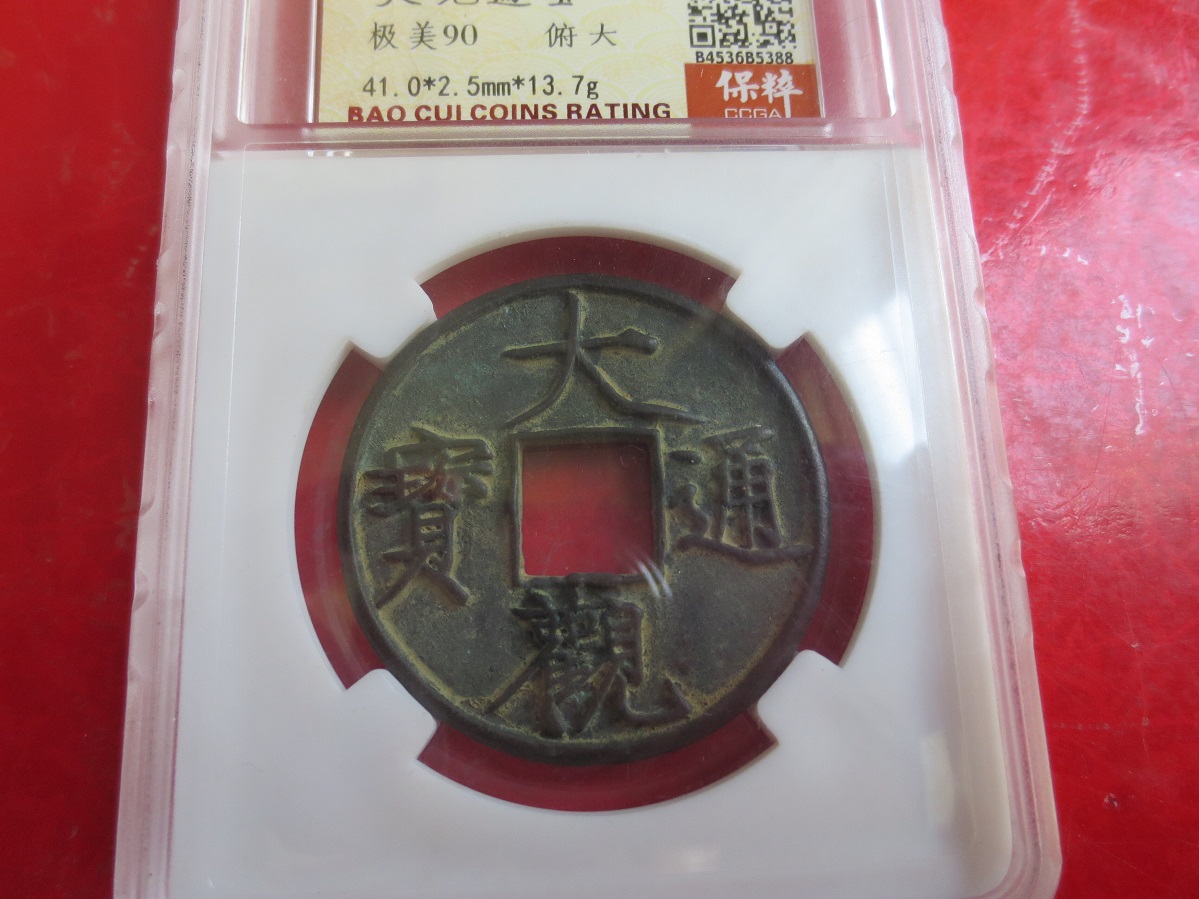 极美90 俯大
B4536B5388
41.0*2.5mm*13.7g
保粹
BAO CUI COINS RATING
CCGA
大
寶 通
觀